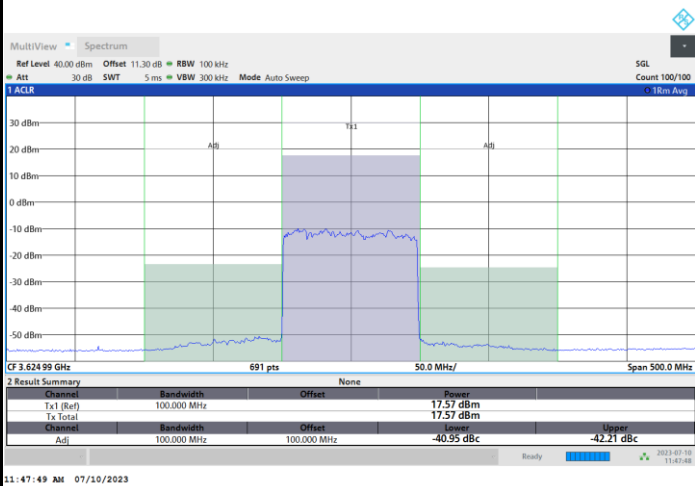 MultiView Spectrum
Ref Level 40.00 dBm Offset 11.30 dB RBW 100 kHz SGL
Att 30 dB SWT 5 ms VBW 300 kHz Mode Auto Sweep Count 100/100
1 ACLR 1Rm Avg
30 dBm
Tx1
20 dBm
Adj Adj
10 dBm
0 dBm
-10 dBm
-20 dBm
-30 dBm
-40 dBm
-50 dBm
CF 3.62499 GHz 691 pts 50.0 MHz/ Span 500.0 MHz
2 Result Summary None
Channel Bandwidth Offset Power
Tx1 (Ref) 100.000 MHz 17.57 dBm
Tx Total 17.57 dBm
Channel Bandwidth Offset Lower Upper
Adj 100.000 MHz 100.000 MHz -40.95 dBc -42.21 dBc
Ready 2023-07-10
11:47:48
11:47:49 AM 07/10/2023